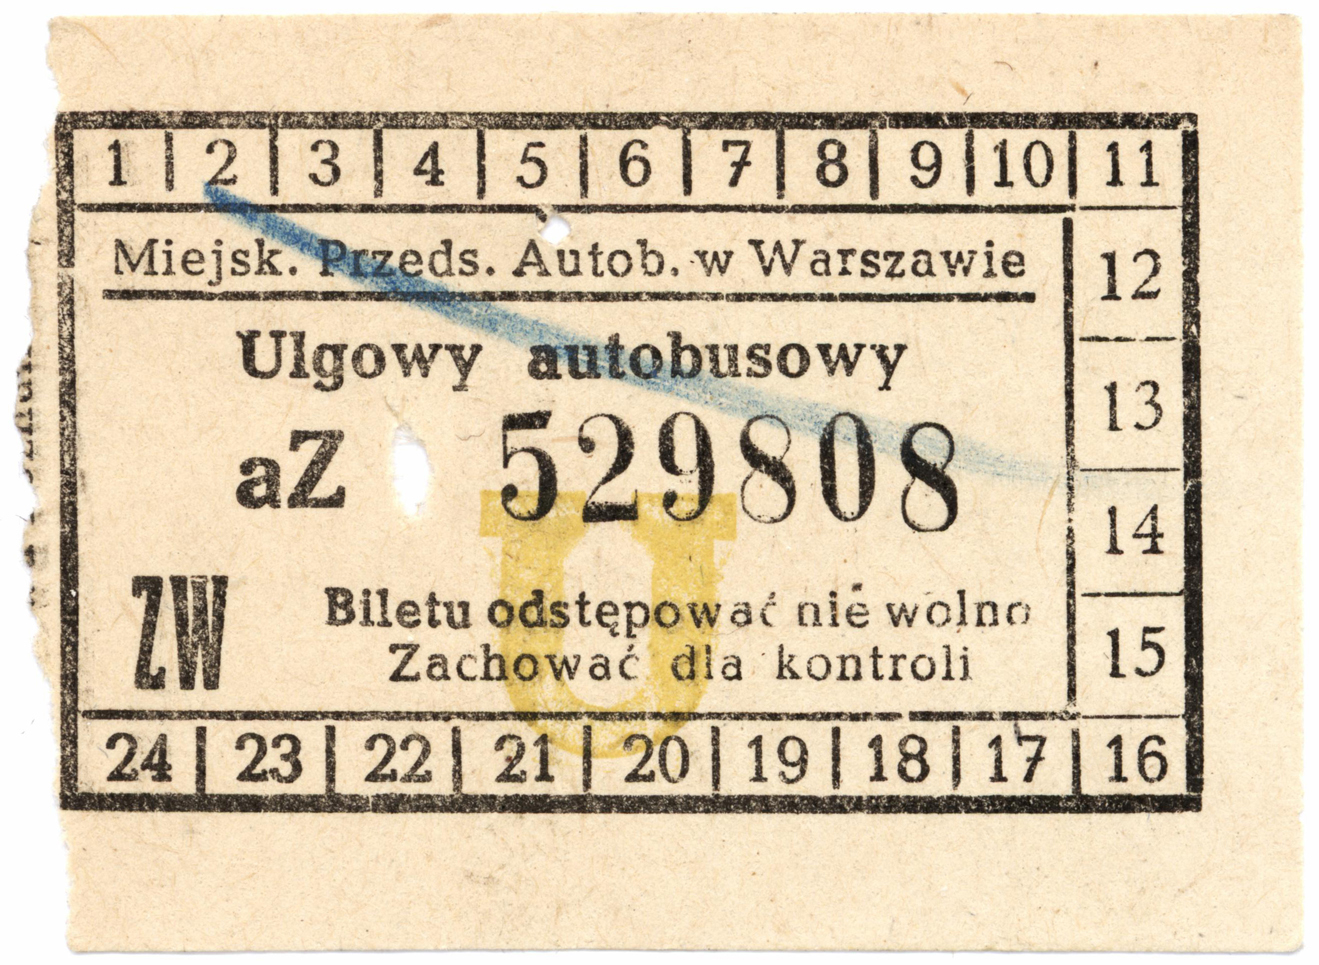 1 2 3 4 5 6 7 8 9 10 11
Miejsk. Przeds. Autob. w Warszawie
12
Ulgowy autobusowy
13
aZ 529808
14
U
ZW
Biletu odstępować nie wolno
Zachować dla kontroli
15
24 23 22 21 20 19 18 17 16